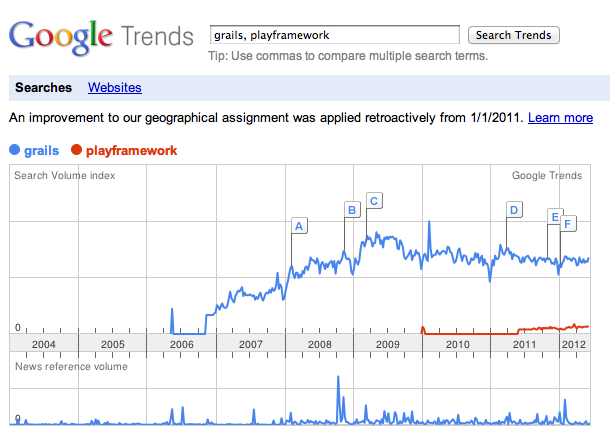 Google Trends
grails, playframework
Search Trends
Tip: Use commas to compare multiple search terms.
Searches Websites
An improvement to our geographical assignment was applied retroactively from 1/1/2011. Learn more
grails playframework
Search Volume index Google Trends
C
B
D
E
A
F
0
2004 2005 2006 2007 2008 2009 2010 2011 2012
News reference volume
0